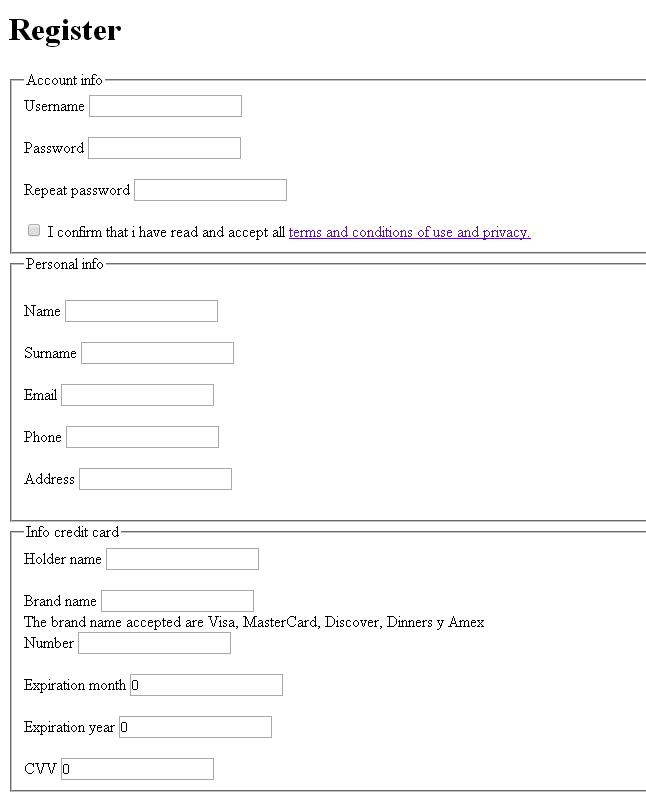 Register
Account info
Username
Password
Repeat password
I confirm that i have read and accept all terms and conditions of use and privacy.
Personal info
Name
Surname
Email
Phone
Address
Info credit card
Holder name
Brand name
The brand name accepted are Visa, MasterCard, Discover, Dinners y Amex
Number
Expiration month 0
Expiration year 0
CVV 0